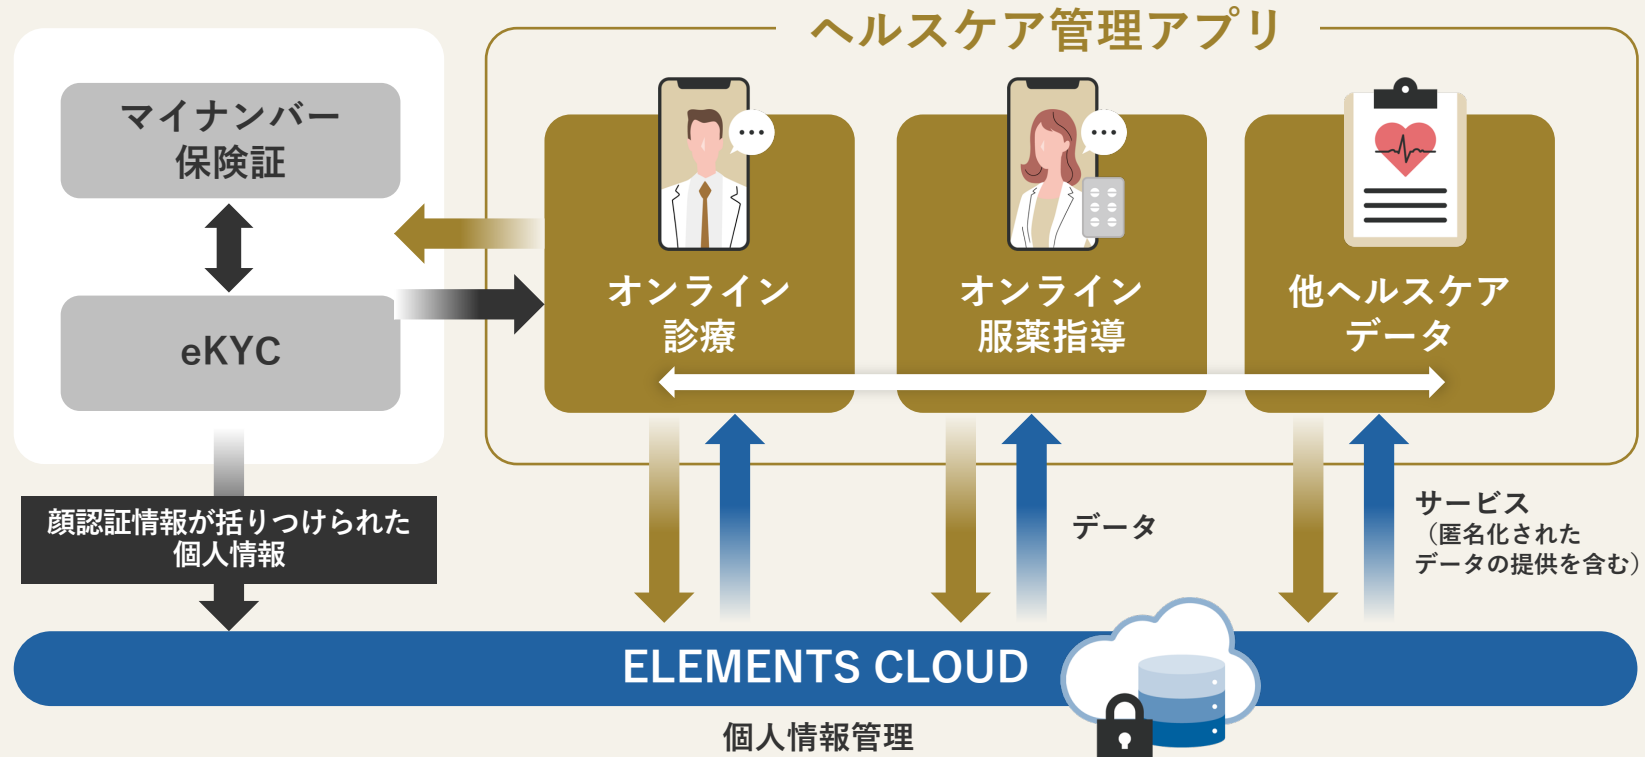 ヘルスケア管理アプリ
マイナンバー
保険証
eKYC
オンライン
診療
オンライン
服薬指導
他ヘルスケア
データ
顔認証情報が括りつけられた
個人情報
データ
サービス
（匿名化された
データの提供を含む）
ELEMENTS CLOUD
個人情報管理